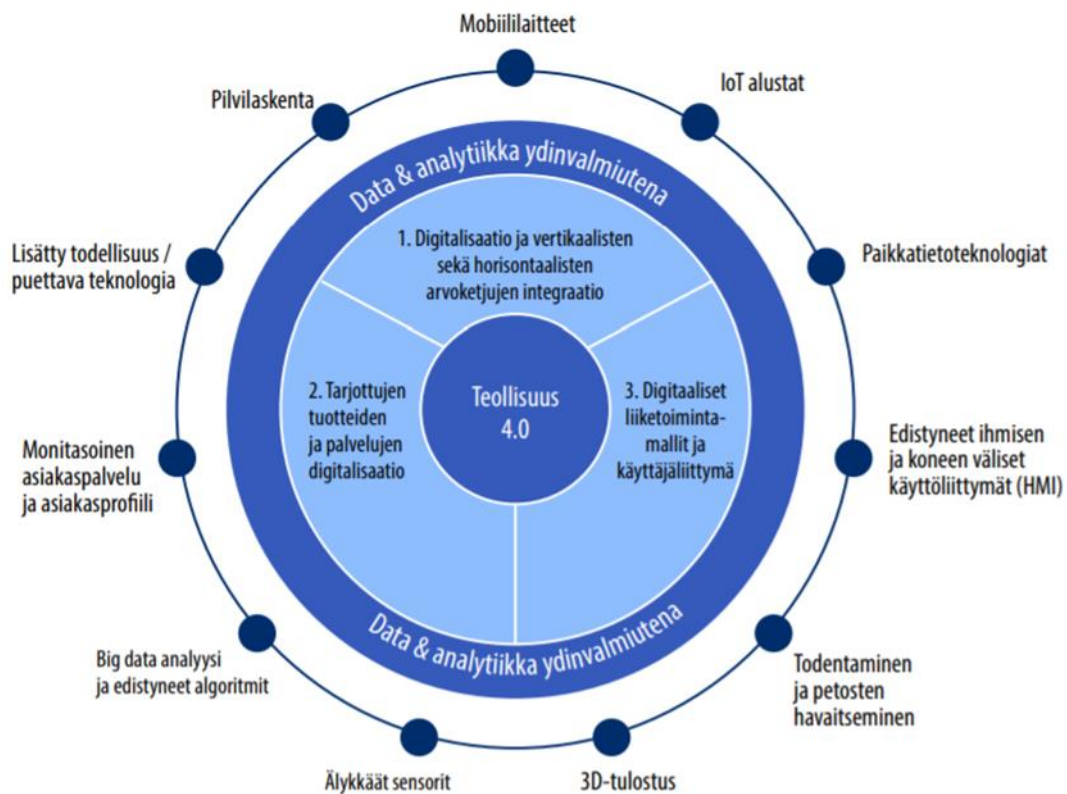 Mobiililaitteet
IoT alustat
Paikkatietoteknologiat
Edistyneet ihmisen
ja koneen väliset
käyttöliittymät (HMI)
Todentaminen
ja petosten
havaitseminen
3D-tulostus
Älykkäät sensorit
Big data analyysi
ja edistyneet algoritmit
Monitasoinen
asiakaspalvelu
ja asiakasprofiili
Lisätty todellisuus /
puettava teknologia
Pilvilaskenta
Data & analytiikka ydinvalmiutena
1. Digitalisaatio ja vertikaalisten
sekä horisontaalisten
arvoketjujen integraatio
2. Tarjottujen
tuotteiden
ja palvelujen
digitalisaatio
Teollisuus
4.0
3. Digitaaliset
liiketoiminta-
mallit ja
käyttäjäliittymä
Data & analytiikka ydinvalmiutena